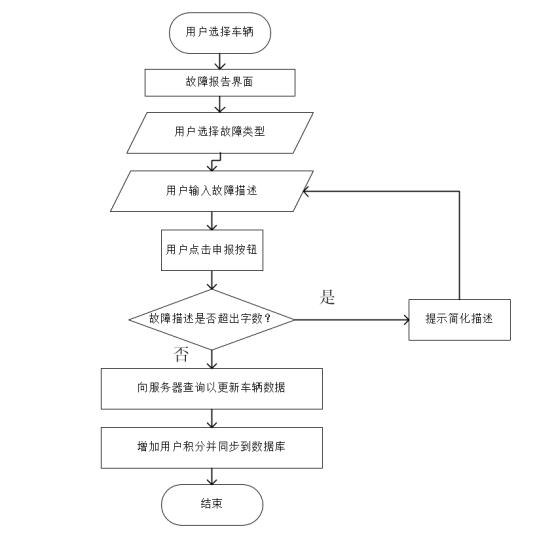 用户选择车辆
故障报告界面
用户选择故障类型
用户输入故障描述
用户点击申报按钮
故障描述是否超出字数？
是
提示简化描述
否
向服务器查询以更新车辆数据
增加用户积分并同步到数据库
结束